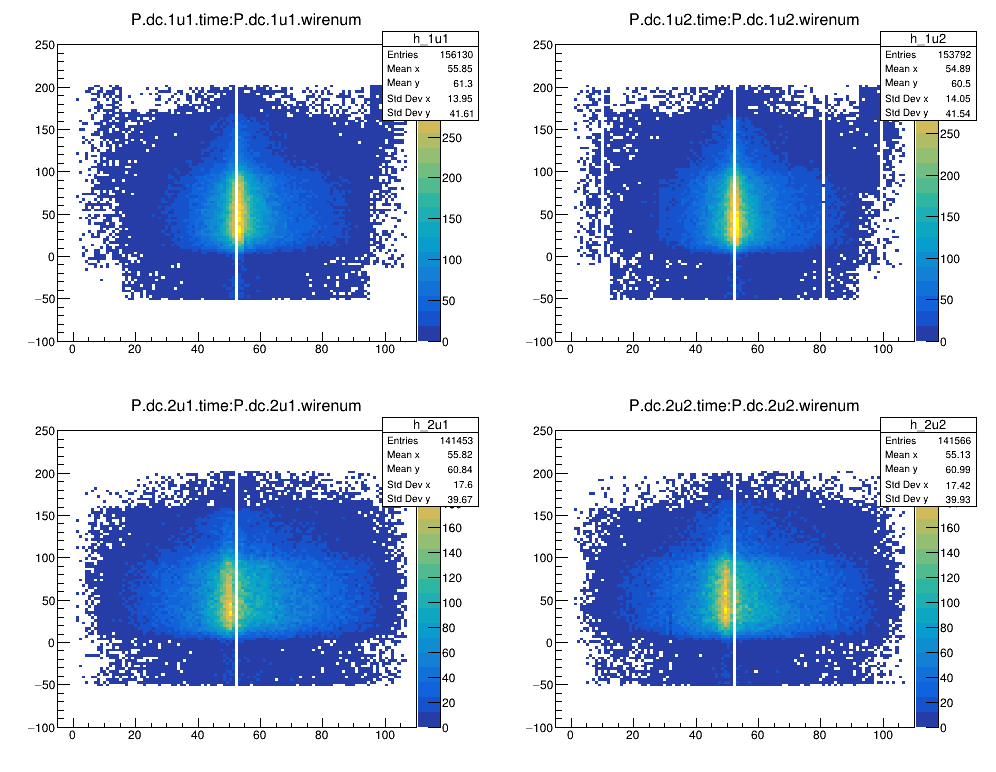 P.dc.1u1.time:P.dc.1u1.wirenum
h_1u1
Entries 156130
Mean x 55.85
Mean y 61.3
Std Dev x 13.95
Std Dev y 41.61
250
200
150
100
50
0
−50
−100
0 20 40 60 80 100
250
200
150
100
50
0
P.dc.1u2.time:P.dc.1u2.wirenum
h_1u2
Entries 153792
Mean x 54.89
Mean y 60.5
Std Dev x 14.05
Std Dev y 41.54
250
200
150
100
50
0
−50
−100
0 20 40 60 80 100
250
200
150
100
50
0
P.dc.2u1.time:P.dc.2u1.wirenum
h_2u1
Entries 141453
Mean x 55.82
Mean y 60.84
Std Dev x 17.6
Std Dev y 39.67
250
200
150
100
50
0
−50
−100
0 20 40 60 80 100
160
140
120
100
80
60
40
20
0
P.dc.2u2.time:P.dc.2u2.wirenum
h_2u2
Entries 141566
Mean x 55.13
Mean y 60.99
Std Dev x 17.42
Std Dev y 39.93
250
200
150
100
50
0
−50
−100
0 20 40 60 80 100
160
140
120
100
80
60
40
20
0